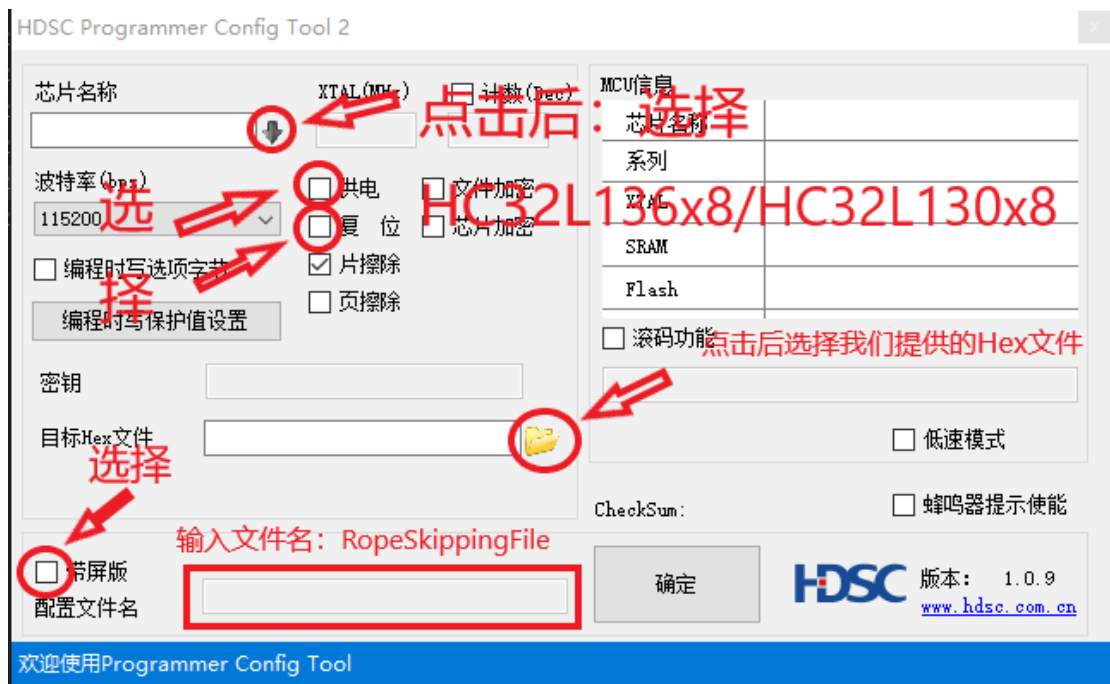 HDSC Programmer Config Tool 2
x
芯片名称
XTAL(MHz)
计数(Dec)
点击后：选择
HC32L136x8/HC32L130x8
波特率(bps)
115200
选择
供电
复 位
片擦除
页擦除
文件加密
芯片加密
编程时写选项字节
编程时写保护值设置
密钥
目标Hex文件
选择
MCU信息
芯片名称
系列
XTAL
SRAM
Flash
滚码功能
点击后选择我们提供的Hex文件
低速模式
CheckSum:
蜂鸣器提示使能
输入文件名：RopeSkippingFile
带屏版
配置文件名
确定
HDSC
版本： 1.0.9
www.hdsc.com.cn
欢迎使用Programmer Config Tool